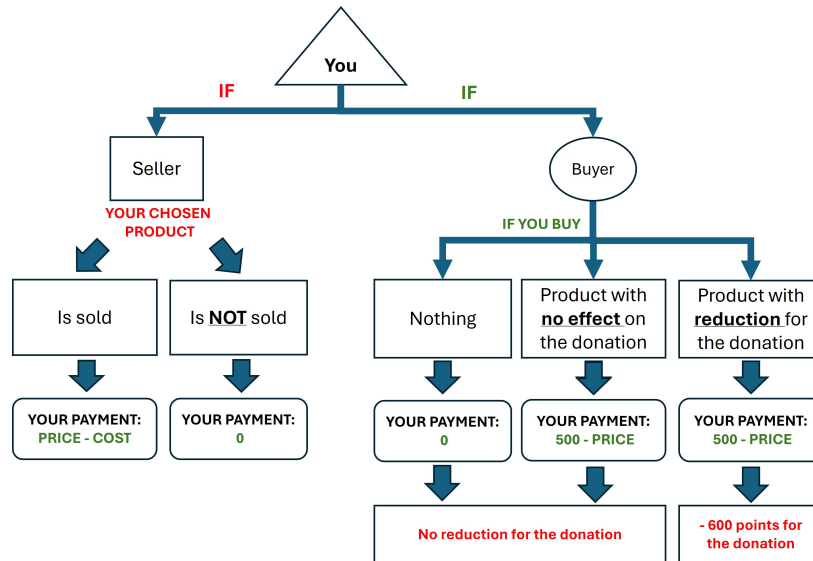 You
IF
IF
Seller
Buyer
YOUR CHOSEN
PRODUCT
IF YOU BUY
Is sold
Is NOT sold
Nothing
Product with
no effect on
the donation
Product with
reduction for
the donation
YOUR PAYMENT:
PRICE - COST
YOUR PAYMENT:
0
YOUR PAYMENT:
0
YOUR PAYMENT:
500 - PRICE
YOUR PAYMENT:
500 - PRICE
No reduction for the donation
- 600 points for
the donation